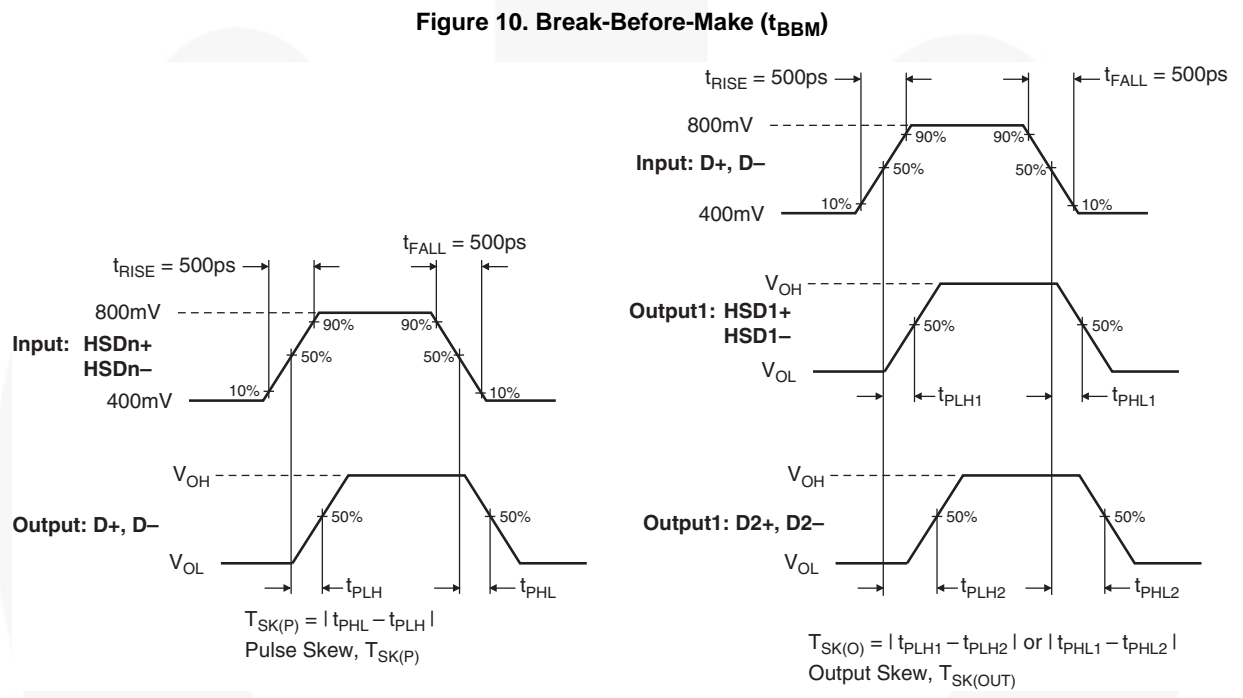 Figure 10. Break-Before-Make (tBBM)
tRISE = 500ps
tFALL = 500ps
800mV
90%
90%
Input: HSDn+
HSDn–
50%
50%
10%
10%
400mV
VOH
Output: D+, D–
50%
50%
VOL
tPLH
tPHL
TSK(P) = | tPHL – tPLH |
Pulse Skew, TSK(P)
tRISE = 500ps
tFALL = 500ps
800mV
90%
90%
Input: D+, D–
50%
50%
10%
10%
400mV
VOH
Output1: HSD1+
HSD1–
50%
50%
VOL
tPLH1
tPHL1
VOH
Output1: D2+, D2–
50%
50%
VOL
tPLH2
tPHL2
TSK(O) = | tPLH1 – tPLH2 | or | tPHL1 – tPHL2 |
Output Skew, TSK(OUT)